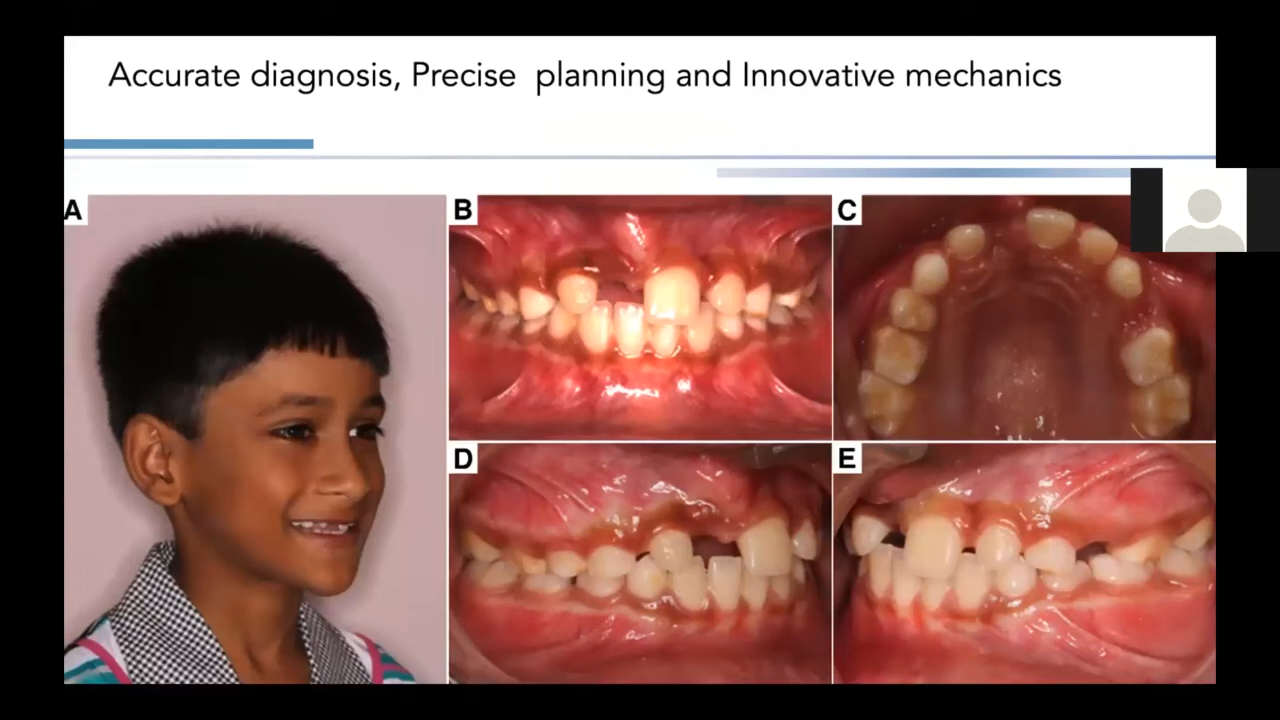 Accurate diagnosis, Precise  planning and Innovative mechanics
A
B
C
D
E